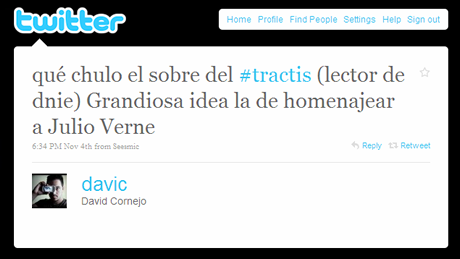 twitter
Home Profile Find People Settings Help Sign out
qué chulo el sobre del #tractis (lector de
dnie) Grandiosa idea la de homenajear
a Julio Verne
6:34 PM Nov 4th from Seesmic
Reply Retweet
davic
David Cornejo